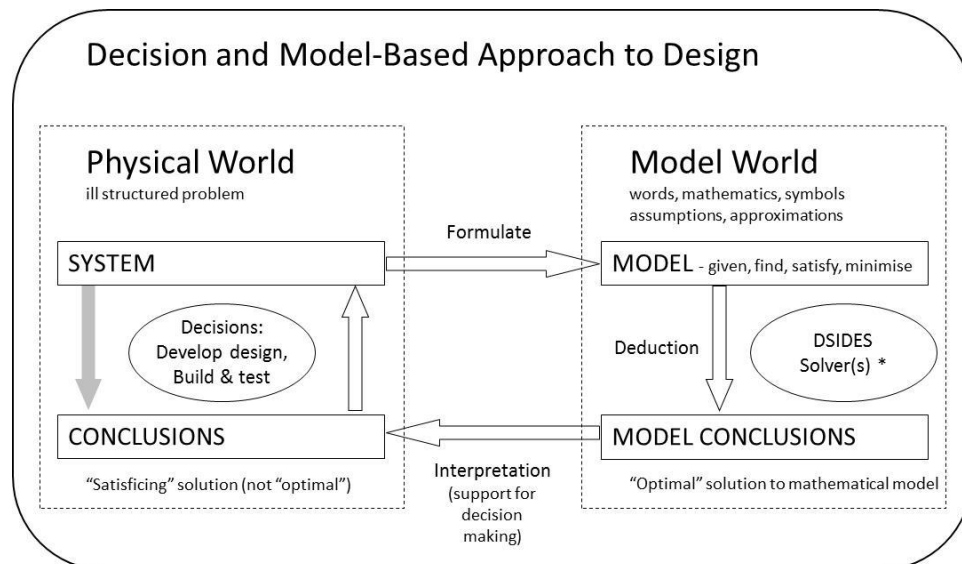 Decision and Model-Based Approach to Design
Physical World
ill structured problem
SYSTEM
Decisions:
Develop design,
Build & test
CONCLUSIONS
“Satisficing” solution (not “optimal”)
Formulate
Interpretation
(support for
decision
making)
Model World
words, mathematics, symbols
assumptions, approximations
MODEL - given, find, satisfy, minimise
Deduction
DSIDES
Solver(s) *
MODEL CONCLUSIONS
“Optimal” solution to mathematical model